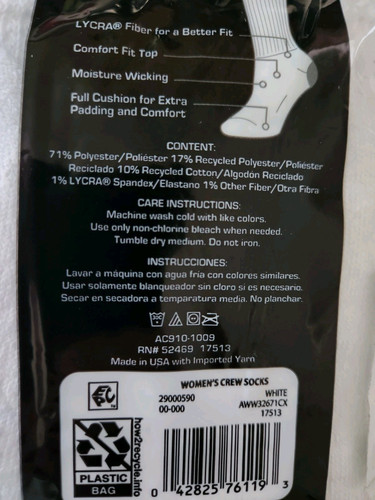 LYCRA® Fiber for a Better Fit
Comfort Fit Top
Moisture Wicking
Full Cushion for Extra
Padding and Comfort
CONTENT:
71% Polyester/Poliéster 17% Recycled Polyester/Poliéster
Reciclado 10% Recycled Cotton/Algodón Reciclado
1% LYCRA® Spandex/Elastano 1% Other Fiber/Otra Fibra
CARE INSTRUCTIONS:
Machine wash cold with like colors.
Use only non-chlorine bleach when needed.
Tumble dry medium. Do not iron.
INSTRUCCIONES:
Lavar a máquina con agua fria con colores similares.
Usar solamente blanqueador sin cloro si es necesario.
Secar en secadora a temparatura media. No planchar.
AC910-1009
RN# 52469 17513
Made in USA with Imported Yarn
WOMEN'S CREW SOCKS
29000590
WHITE
00-000
AWW32671CX
17513
PLASTIC
BAG
how2recycle.info
0 42825 76119 3